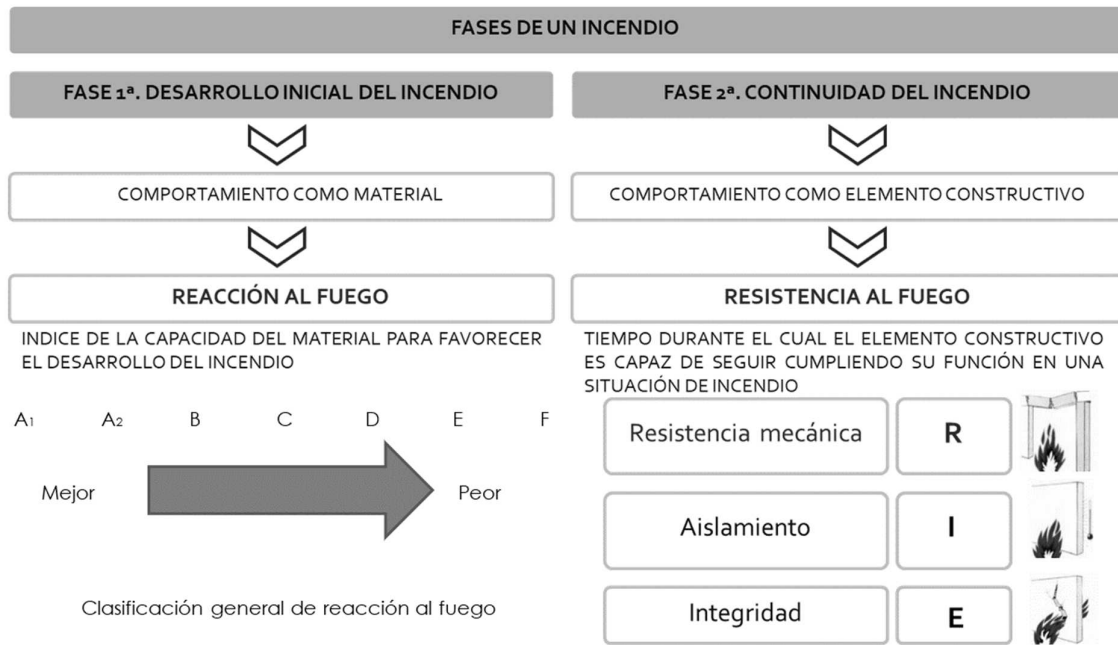 FASES DE UN INCENDIO
FASE 1ª. DESARROLLO INICIAL DEL INCENDIO
COMPORTAMIENTO COMO MATERIAL
REACCIÓN AL FUEGO
INDICE DE LA CAPACIDAD DEL MATERIAL PARA FAVORECER
EL DESARROLLO DEL INCENDIO
A1 A2 B C D E F
Mejor Peor
Clasificación general de reacción al fuego
FASE 2ª. CONTINUIDAD DEL INCENDIO
COMPORTAMIENTO COMO ELEMENTO CONSTRUCTIVO
RESISTENCIA AL FUEGO
TIEMPO DURANTE EL CUAL EL ELEMENTO CONSTRUCTIVO
ES CAPAZ DE SEGUIR CUMPLIENDO SU FUNCIÓN EN UNA
SITUACIÓN DE INCENDIO
Resistencia mecánica R
Aislamiento I
Integridad E